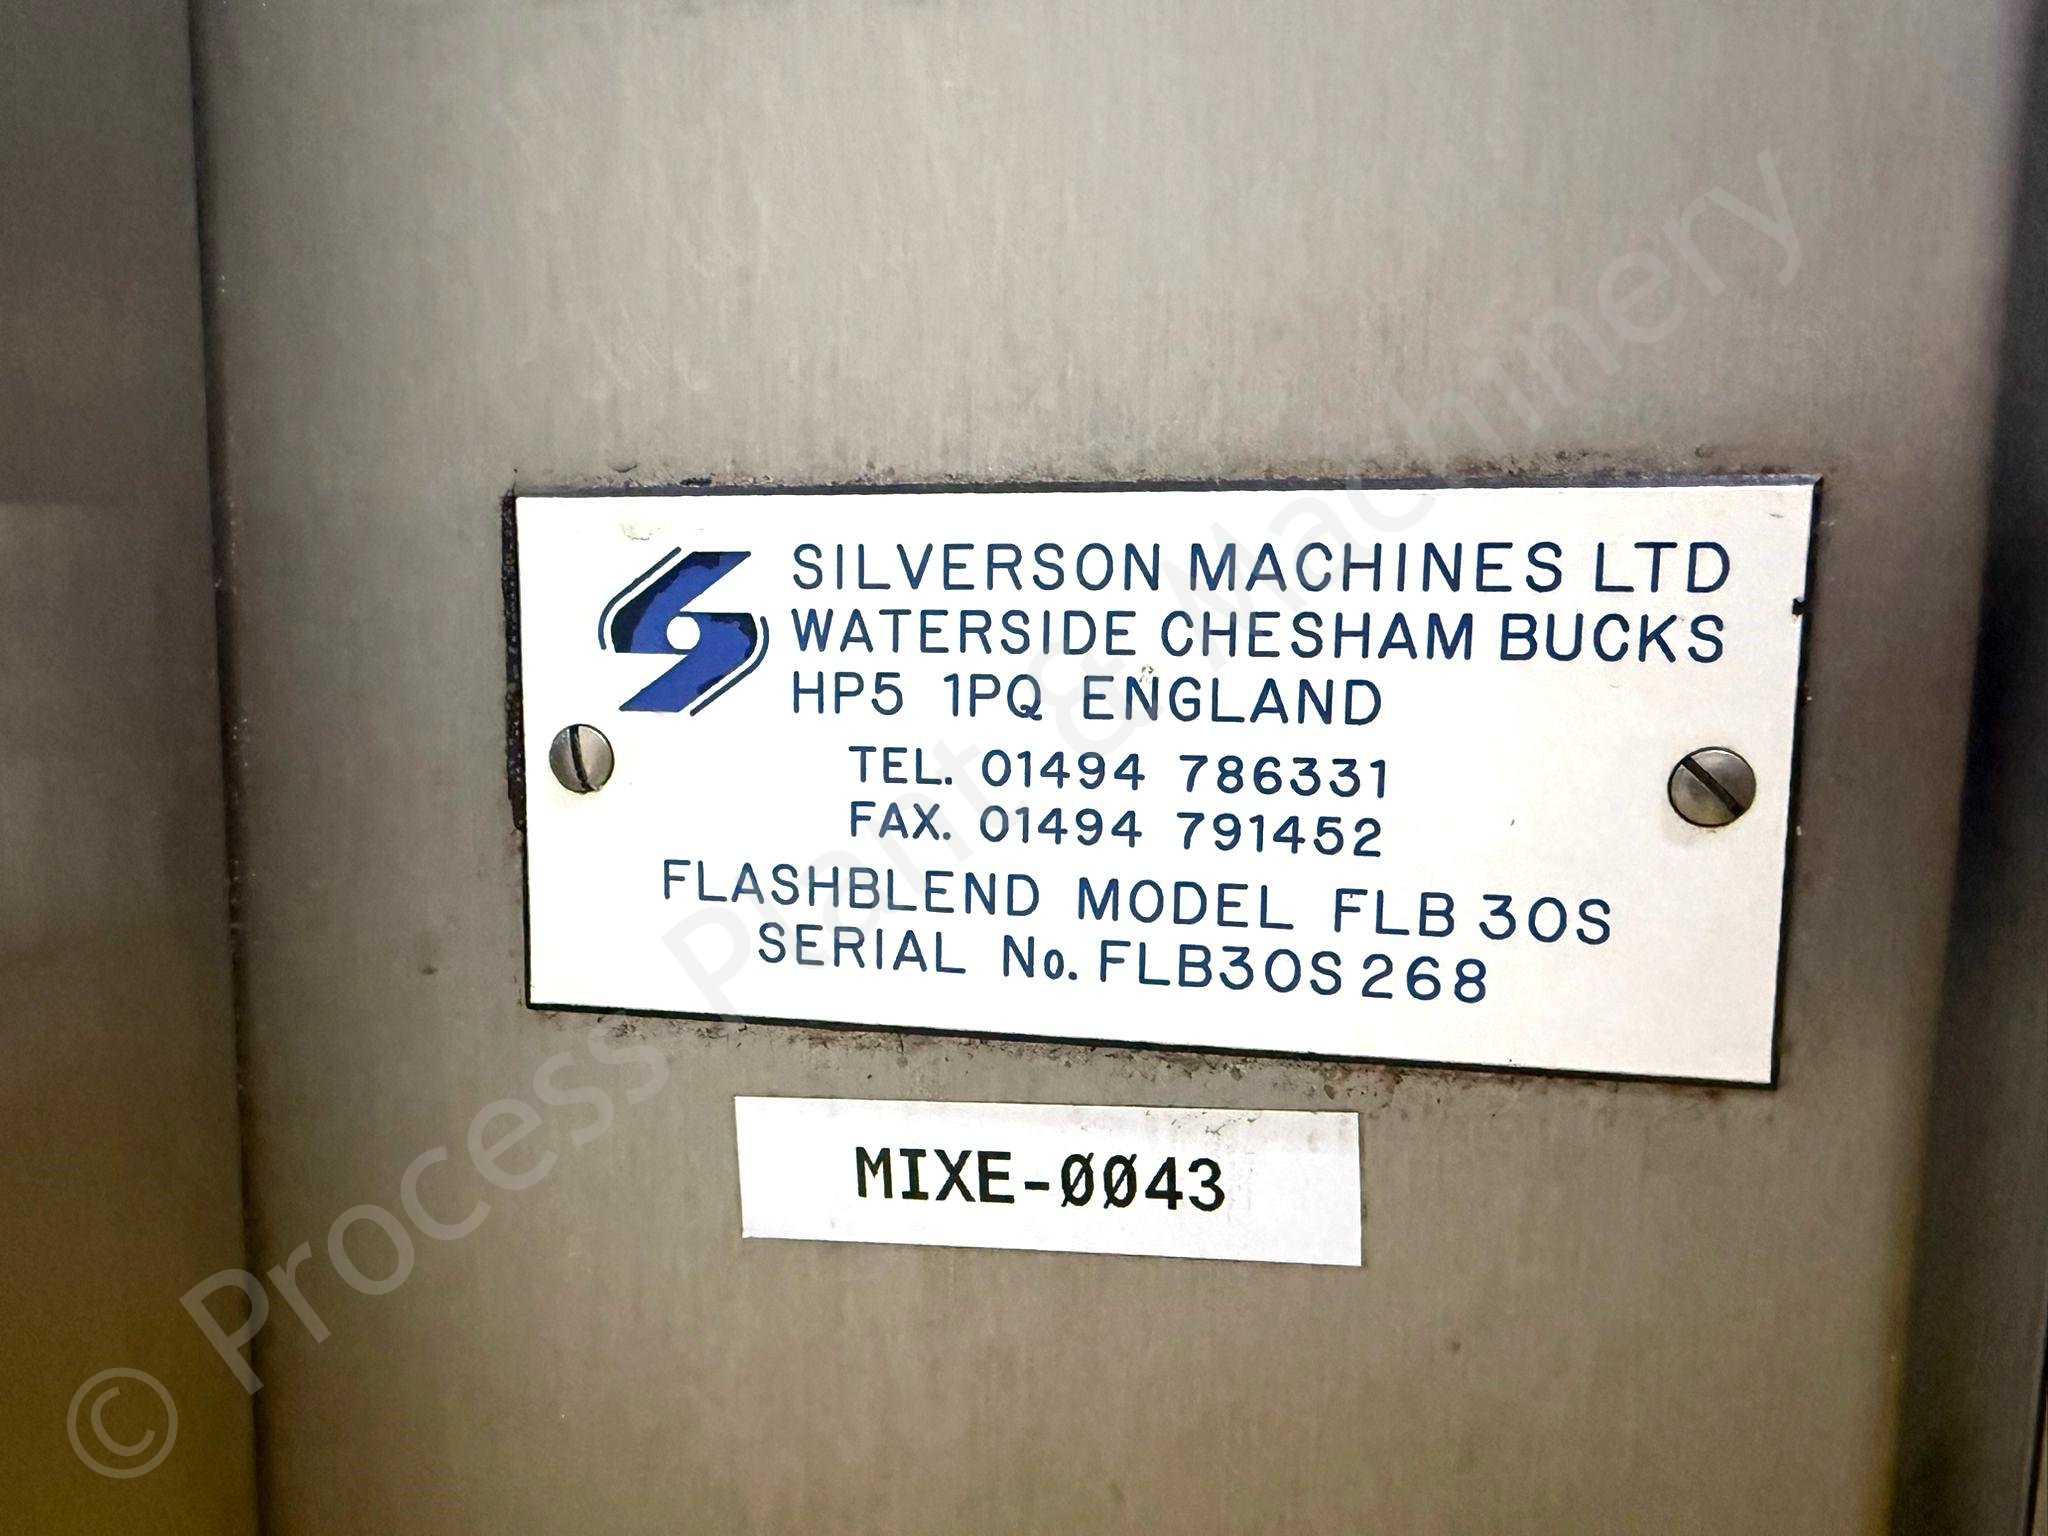 SILVERSON MACHINES LTD
WATERSIDE CHESHAM BUCKS
HP5 1PQ ENGLAND
TEL. 01494 786331
FAX. 01494 791452
FLASHBLEND MODEL FLB 30S
SERIAL No. FLB30S268
MIXE-0043
© Process Plant & Machinery